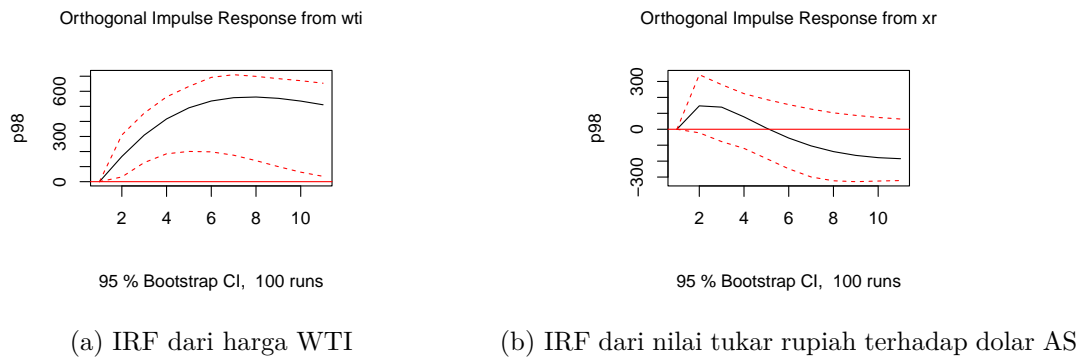 Orthogonal Impulse Response from wti
p98
0 300 600
2 4 6 8 10
95 % Bootstrap CI, 100 runs
(a) IRF dari harga WTI
Orthogonal Impulse Response from xr
p98
−300 0 300
2 4 6 8 10
95 % Bootstrap CI, 100 runs
(b) IRF dari nilai tukar rupiah terhadap dolar AS